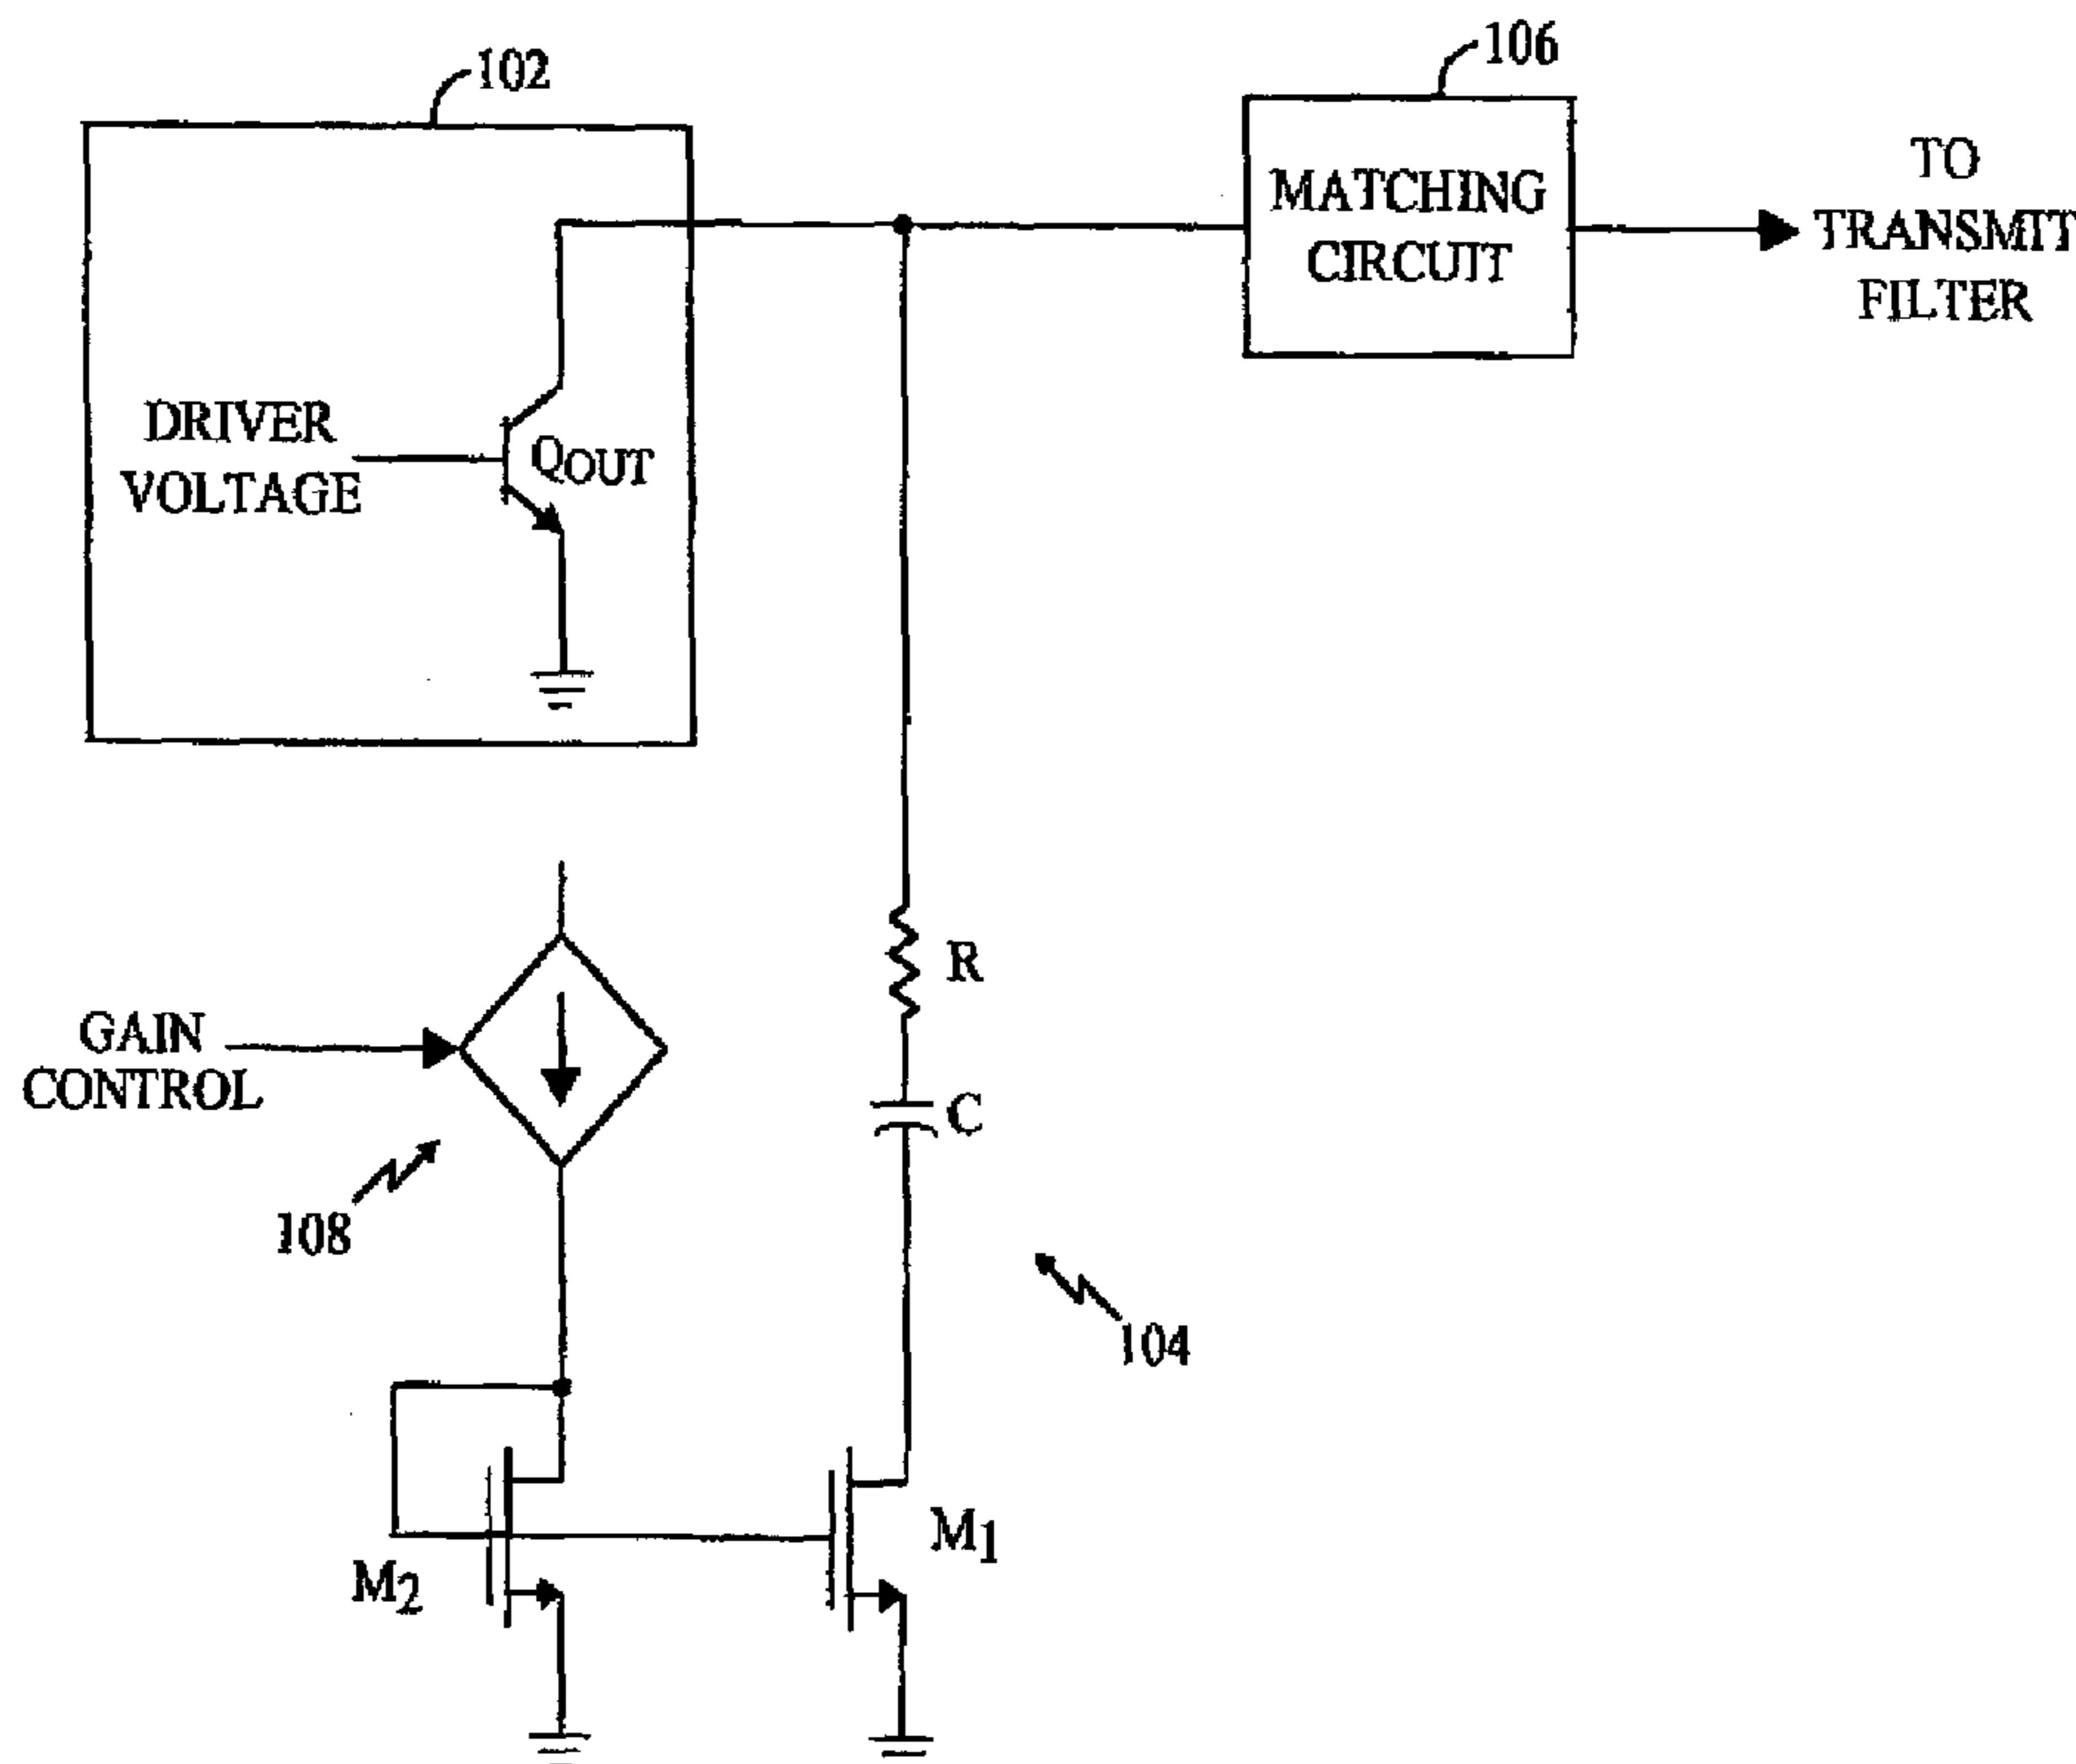 102
106
MATCHING
CIRCUIT
TO
TRANSMIT
FILTER
DRIVER
VOLTAGE
QOUT
R
GAIN
CONTROL
C
108
104
M1
M2